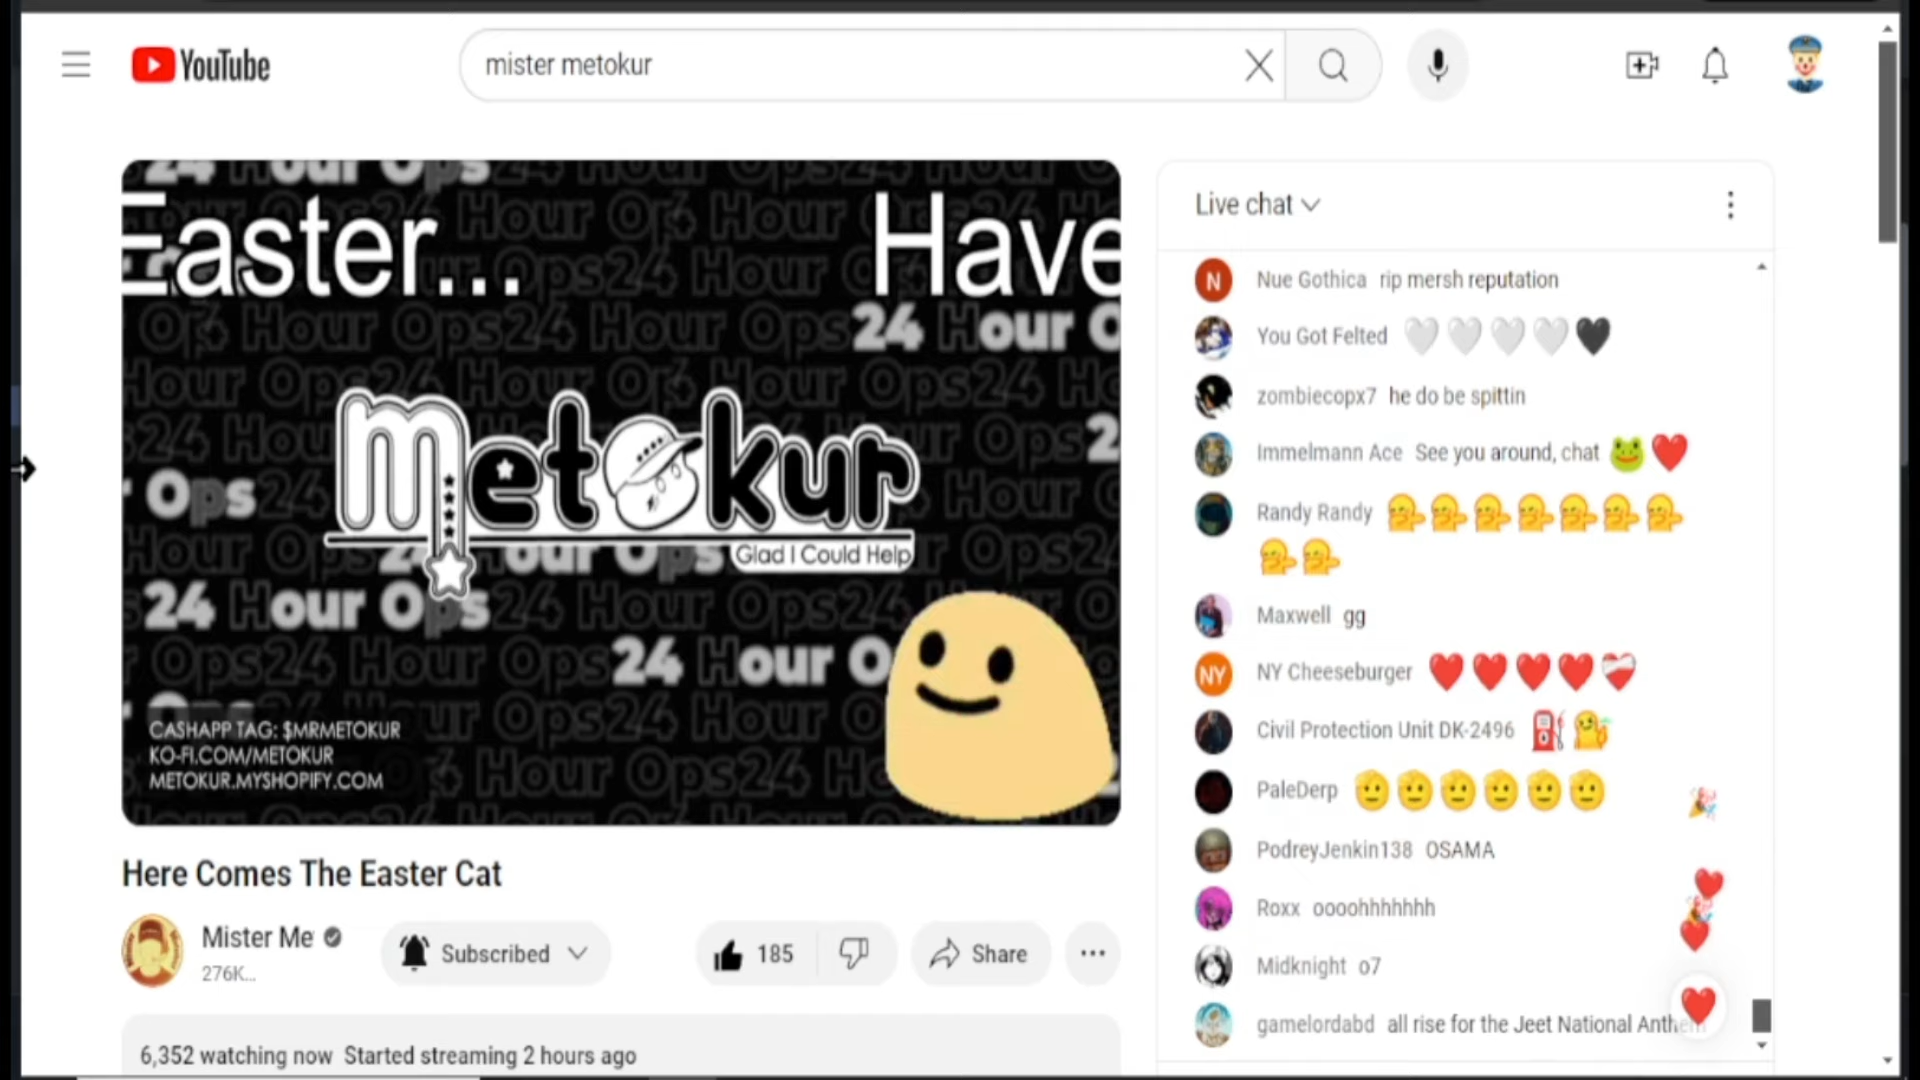 YouTube
mister metokur
Easter... Have
24 Hour Ops
Metokur
Glad I Could Help
24 Hour Ops
CASHAPP TAG: $MRMETOKUR
KO-FI.COM/METOKUR
METOKUR.MYSHOPIFY.COM
Here Comes The Easter Cat
Mister Me
276K...
Subscribed
185
Share
...
6,352 watching now Started streaming 2 hours ago
Live chat
N Nue Gothica rip mersh reputation
You Got Felted
zombiecopx7 he do be spittin
Immelmann Ace See you around, chat
Randy Randy
Maxwell gg
NY NY Cheeseburger
Civil Protection Unit DK-2496
PaleDerp
PodreyJenkin138 OSAMA
Roxx oooohhhhhhh
Midknight o7
gamelordabd all rise for the Jeet National Anthem